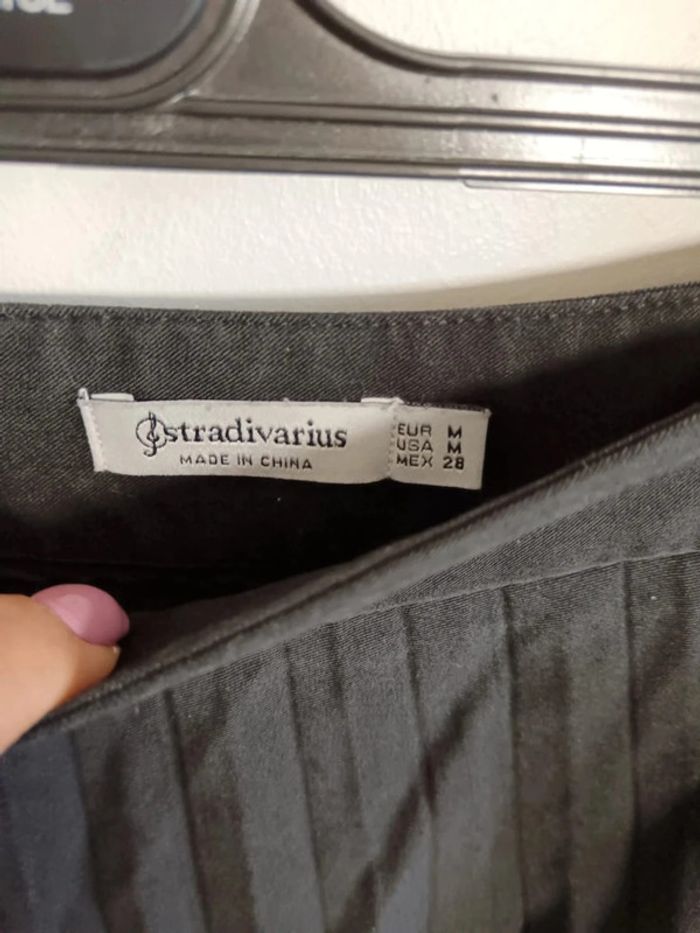 stradivarius
MADE IN CHINA
EUR M
USA M
MEX 28